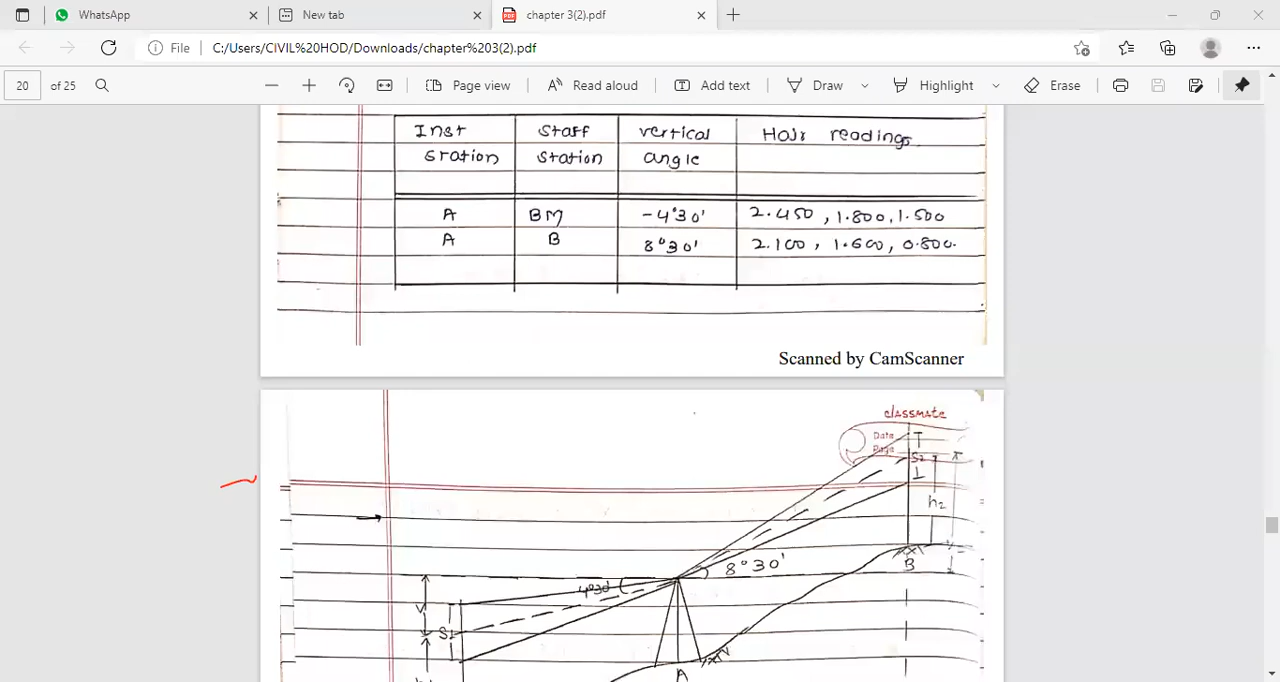 WhatsApp
New tab
chapter 3(2).pdf
File
C:/Users/CIVIL%20HOD/Downloads/chapter%203(2).pdf
20 of 25
Page view
Read aloud
Add text
Draw
Highlight
Erase
Inst Staff vertical Hair readings.
station station angle
A BM -4°30' 2.450, 1.800, 1.500
A B 8°30' 2.100, 1.600, 0.800.
Scanned by CamScanner
classmate
Date
Page
T
S2
I
h2
8°30'
B
4°30'
V
S1
A